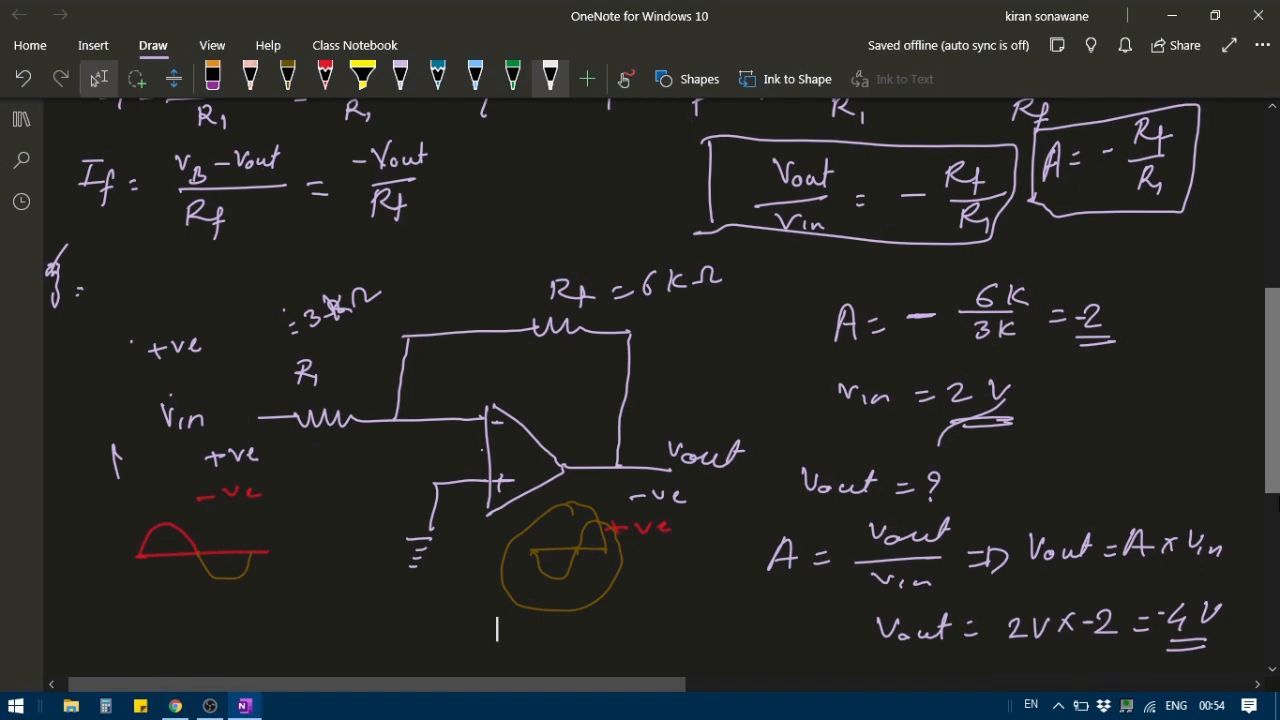 OneNote for Windows 10
kiran sonawane
Home Insert Draw View Help Class Notebook
Saved offline (auto sync is off)
Share
Shapes
Ink to Shape
Ink to Text
R1
R1
R1
Rf
If = VB - Vout / Rf = -Vout / Rf
Vout / Vin = - Rf / R1
A = - Rf / R1
Rf = 6 K Ω
= 3 K Ω
A = - 6K / 3K = -2
+ve
R1
Vin = 2 V
Vin
+ve
-ve
-
+
Vout
-ve
+ve
Vout = ?
A = Vout / Vin => Vout = A x Vin
Vout = 2V x -2 = -4 V
EN
ENG
00:54